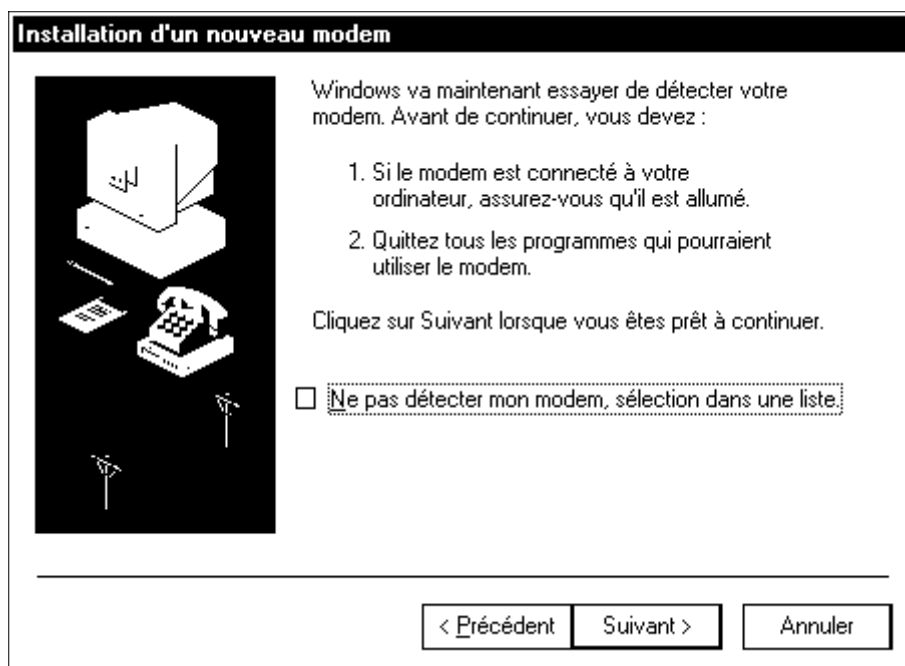 Installation d'un nouveau modem
Windows va maintenant essayer de détecter votre
modem. Avant de continuer, vous devez :
1. Si le modem est connecté à votre
ordinateur, assurez-vous qu'il est allumé.
2. Quittez tous les programmes qui pourraient
utiliser le modem.
Cliquez sur Suivant lorsque vous êtes prêt à continuer.
Ne pas détecter mon modem, sélection dans une liste.
< Précédent Suivant > Annuler